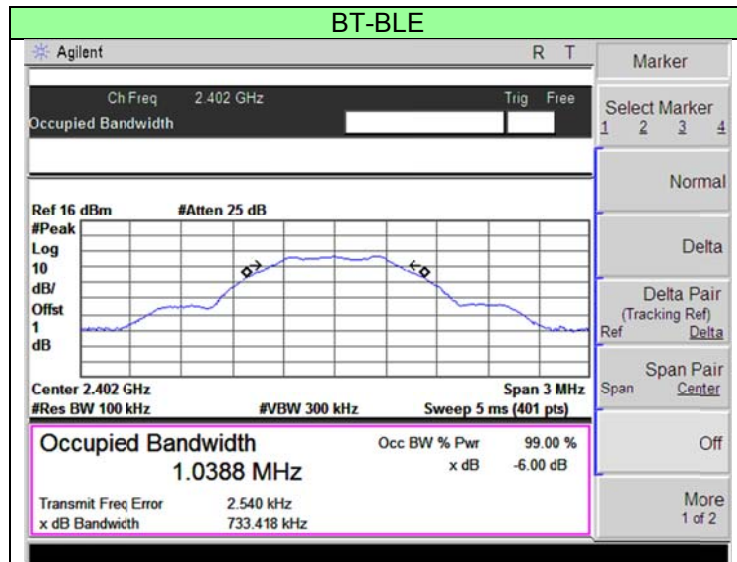 BT-BLE
Agilent R T
Ch Freq 2.402 GHz Trig Free
Occupied Bandwidth
Ref 16 dBm #Atten 25 dB
#Peak
Log
10
dB/
Offst
1
dB
Center 2.402 GHz Span 3 MHz
#Res BW 100 kHz #VBW 300 kHz Sweep 5 ms (401 pts)
Occupied Bandwidth Occ BW % Pwr 99.00 %
1.0388 MHz x dB -6.00 dB
Transmit Freq Error 2.540 kHz
x dB Bandwidth 733.418 kHz
Marker
Select Marker
1 2 3 4
Normal
Delta
Delta Pair
(Tracking Ref)
Ref Delta
Span Pair
Span Center
Off
More
1 of 2